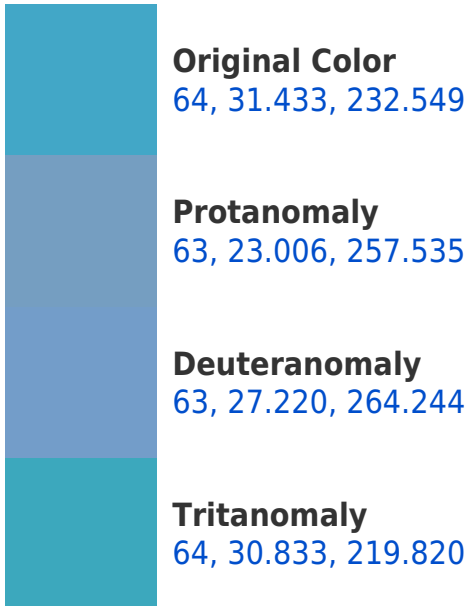 Original Color
64, 31.433, 232.549
Protanomaly
63, 23.006, 257.535
Deuteranomaly
63, 27.220, 264.244
Tritanomaly
64, 30.833, 219.820